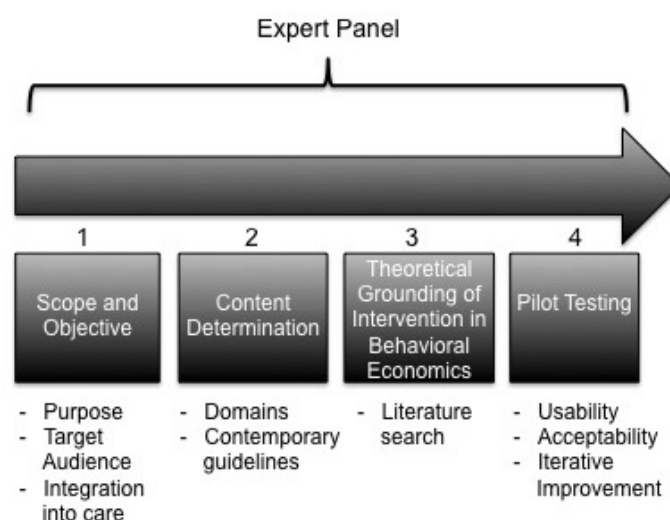 Expert Panel
1
2
3
4
Scope and
Objective
Content
Determination
Theoretical
Grounding of
Intervention in
Behavioral
Economics
Pilot Testing
- Purpose
- Target
Audience
- Integration
into care
- Domains
- Contemporary
guidelines
- Literature
search
- Usability
- Acceptability
- Iterative
Improvement